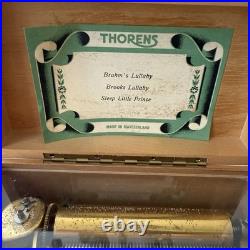 THORENS
Brahm's Lullaby
Brooks Lullaby
Sleep Little Prince
MADE IN SWITZERLAND